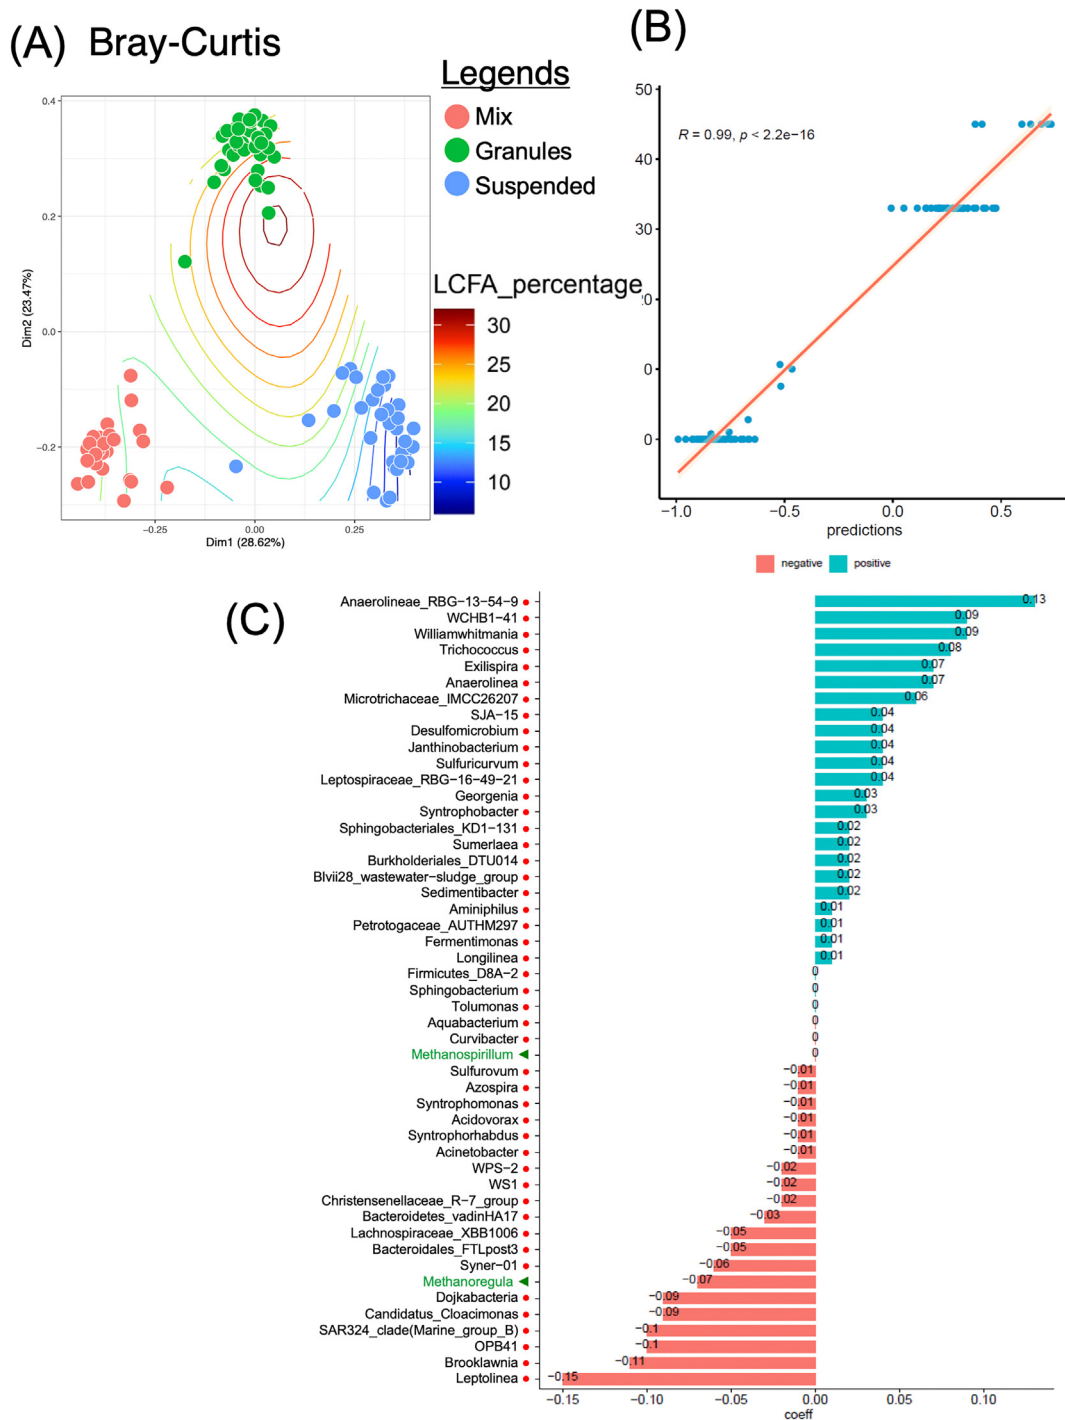 (A) Bray-Curtis
Legends
Mix
Granules
Suspended
LCFA_percentage
30
25
20
15
10
0.4
0.2
0.0
−0.2
Dim2 (23.47%)
−0.25
0.00
0.25
Dim1 (28.62%)
(B)
R = 0.99, p < 2.2e−16
50
40
30
20
0
0
−1.0
−0.5
0.0
0.5
predictions
negative
positive
(C)
Anaerolineae_RBG−13−54−9 0.13
WCHB1−41 0.09
Williamwhitmania 0.09
Trichococcus 0.08
Exilispira 0.07
Anaerolinea 0.07
Microtrichaceae_IMCC26207 0.06
SJA−15 0.04
Desulfomicrobium 0.04
Janthinobacterium 0.04
Sulfuricurvum 0.04
Leptospiraceae_RBG−16−49−21 0.04
Georgenia 0.03
Syntrophobacter 0.03
Sphingobacteriales_KD1−131 0.02
Sumerlaea 0.02
Burkholderiales_DTU014 0.02
Blvii28_wastewater−sludge_group 0.02
Sedimentibacter 0.02
Aminiphilus 0.01
Petrotogaceae_AUTHM297 0.01
Fermentimonas 0.01
Longilinea 0.01
Firmicutes_D8A−2 0
Sphingobacterium 0
Tolumonas 0
Aquabacterium 0
Curvibacter 0
Methanospirillum 0
Sulfurovum −0.01
Azospira −0.01
Syntrophomonas −0.01
Acidovorax −0.01
Syntrophorhabdus −0.01
Acinetobacter −0.01
WPS−2 −0.02
WS1 −0.02
Christensenellaceae_R−7_group −0.02
Bacteroidetes_vadinHA17 −0.03
Lachnospiraceae_XBB1006 −0.05
Bacteroidales_FTLpost3 −0.05
Syner−01 −0.06
Methanoregula −0.07
Dojkabacteria −0.09
Candidatus_Cloacimonas −0.09
SAR324_clade(Marine_group_B) −0.1
OPB41 −0.1
Brooklawnia −0.11
Leptolinea −0.15
−0.15
−0.10
−0.05
0.00
0.05
0.10
coeff